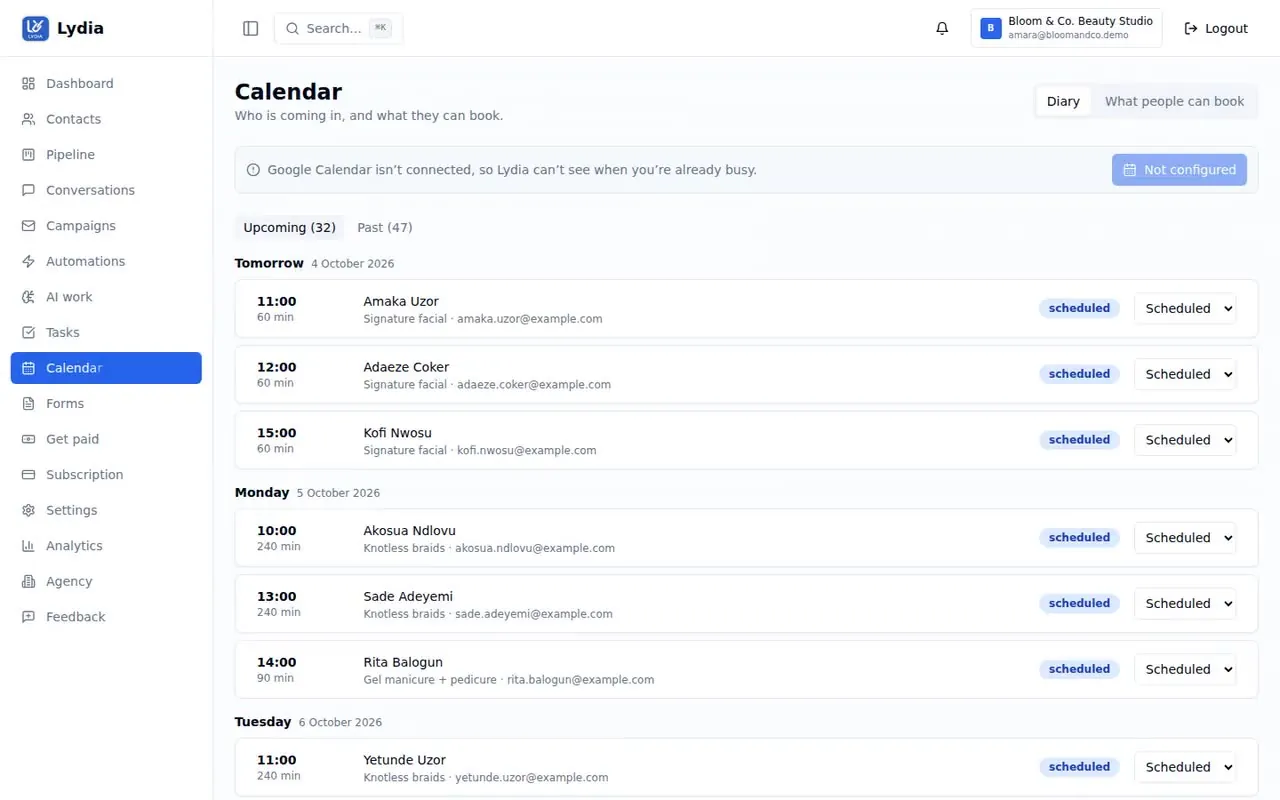 LYDIA
Lydia
Search... ⌘K
B
Bloom & Co. Beauty Studio
amara@bloomandco.demo
Logout
Dashboard
Contacts
Pipeline
Conversations
Campaigns
Automations
AI work
Tasks
Calendar
Forms
Get paid
Subscription
Settings
Analytics
Agency
Feedback
Calendar
Who is coming in, and what they can book.
Diary
What people can book
Google Calendar isn’t connected, so Lydia can’t see when you’re already busy.
Not configured
Upcoming (32) Past (47)
Tomorrow 4 October 2026
11:00 Amaka Uzor scheduled Scheduled
60 min Signature facial · amaka.uzor@example.com
12:00 Adaeze Coker scheduled Scheduled
60 min Signature facial · adaeze.coker@example.com
15:00 Kofi Nwosu scheduled Scheduled
60 min Signature facial · kofi.nwosu@example.com
Monday 5 October 2026
10:00 Akosua Ndlovu scheduled Scheduled
240 min Knotless braids · akosua.ndlovu@example.com
13:00 Sade Adeyemi scheduled Scheduled
240 min Knotless braids · sade.adeyemi@example.com
14:00 Rita Balogun scheduled Scheduled
90 min Gel manicure + pedicure · rita.balogun@example.com
Tuesday 6 October 2026
11:00 Yetunde Uzor scheduled Scheduled
240 min Knotless braids · yetunde.uzor@example.com